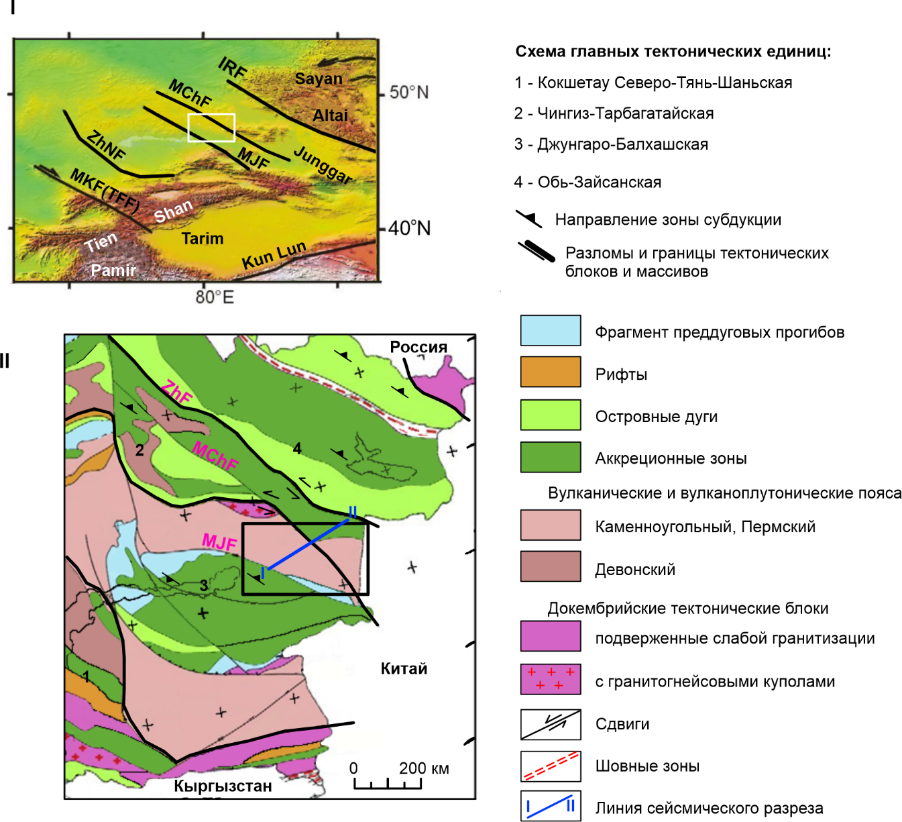 I
IRF
Sayan
MChF
Altai
50°N
ZhNF
MJF
Junggar
MKF(TFF)
Shan
Tien
Tarim
40°N
Kun Lun
Pamir
80°E
Схема главных тектонических единиц:
1 - Кокшетау Северо-Тянь-Шаньская
2 - Чингиз-Тарбагатайская
3 - Джунгаро-Балхашская
4 - Обь-Зайсанская
Направление зоны субдукции
Разломы и границы тектонических
блоков и массивов
II
Россия
ZhF
2
MChF
4
II
MJF
I
3
Китай
1
0 200 км
Кыргызстан
Фрагмент преддуговых прогибов
Рифты
Островные дуги
Аккреционные зоны
Вулканические и вулканоплутонические пояса
Каменноугольный, Пермский
Девонский
Докембрийские тектонические блоки
подверженные слабой гранитизации
с гранитогнейсовыми куполами
Сдвиги
Шовные зоны
I II Линия сейсмического разреза